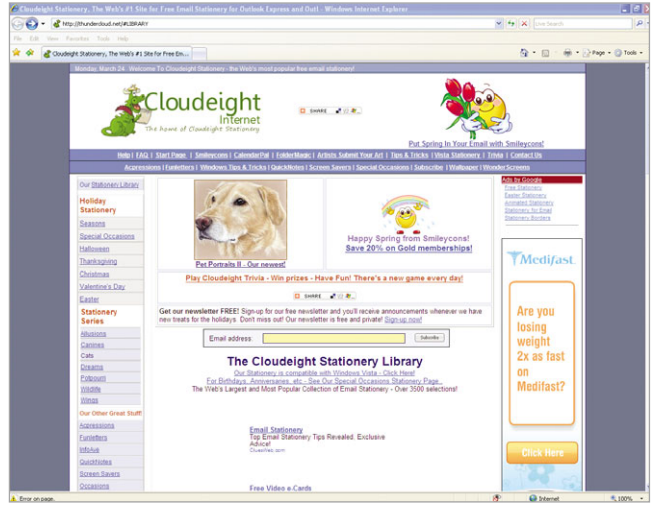 Cloudeight Stationery, The Web's #1 Site for Free Email Stationery for Outlook Express and Outl - Windows Internet Explorer
http://thundercloud.net/#LIBRARY
Live Search
File Edit View Favorites Tools Help
Cloudeight Stationery, The Web's #1 Site for Free Em...
Page
Tools
Monday, March 24 - Welcome To Cloudeight Stationery - the Web's most popular free email stationery!
Cloudeight
Internet
The home of Cloudeight Stationery
SHARE
Put Spring In Your Email with Smileycons!
Help | FAQ | Start Page | Smileycons | CalendarPal | FolderMagic | Artists Submit Your Art | Tips & Tricks | Vista Stationery | Trivia | Contact Us
Acpressions | Funletters | Windows Tips & Tricks | QuickNotes | Screen Savers | Special Occasions | Subscribe | Wallpaper | WonderScreens
Our Stationery Library
Holiday
Stationery
Seasons
Special Occasions
Halloween
Thanksgiving
Christmas
Valentine's Day
Easter
Stationery
Series
Allusions
Canines
Cats
Dreams
Potpourri
Wildlife
Wings
Our Other Great Stuff!
Acpressions
Funletters
InfoAve
QuickNotes
Screen Savers
Occasions
Pet Portraits II - Our newest!
Happy Spring from Smileycons!
Save 20% on Gold memberships!
Play Cloudeight Trivia - Win prizes - Have Fun! There's a new game every day!
SHARE
Get our newsletter FREE! Sign-up for our free newsletter and you'll receive announcements whenever we have
new treats for the holidays. Don't miss out! Our newsletter is free and private! Sign-up now!
Email address:
Subscribe
The Cloudeight Stationery Library
Our Stationery is compatible with Windows Vista - Click Here!
For Birthdays, Anniversaries, etc - See Our Special Occasions Stationery Page
The Web's Largest and Most Popular Collection of Email Stationery - Over 3500 selections!
Email Stationery
Top Email Stationery Tips Revealed. Exclusive
Advice!
Free Video e-Cards
Ads by Google
Free Stationery
Easter Stationery
Animated Stationery
Stationery for Email
Stationery Borders
Medifast
Are you
losing
weight
2x as fast
on
Medifast?
Click Here
Error on page.
Internet
100%